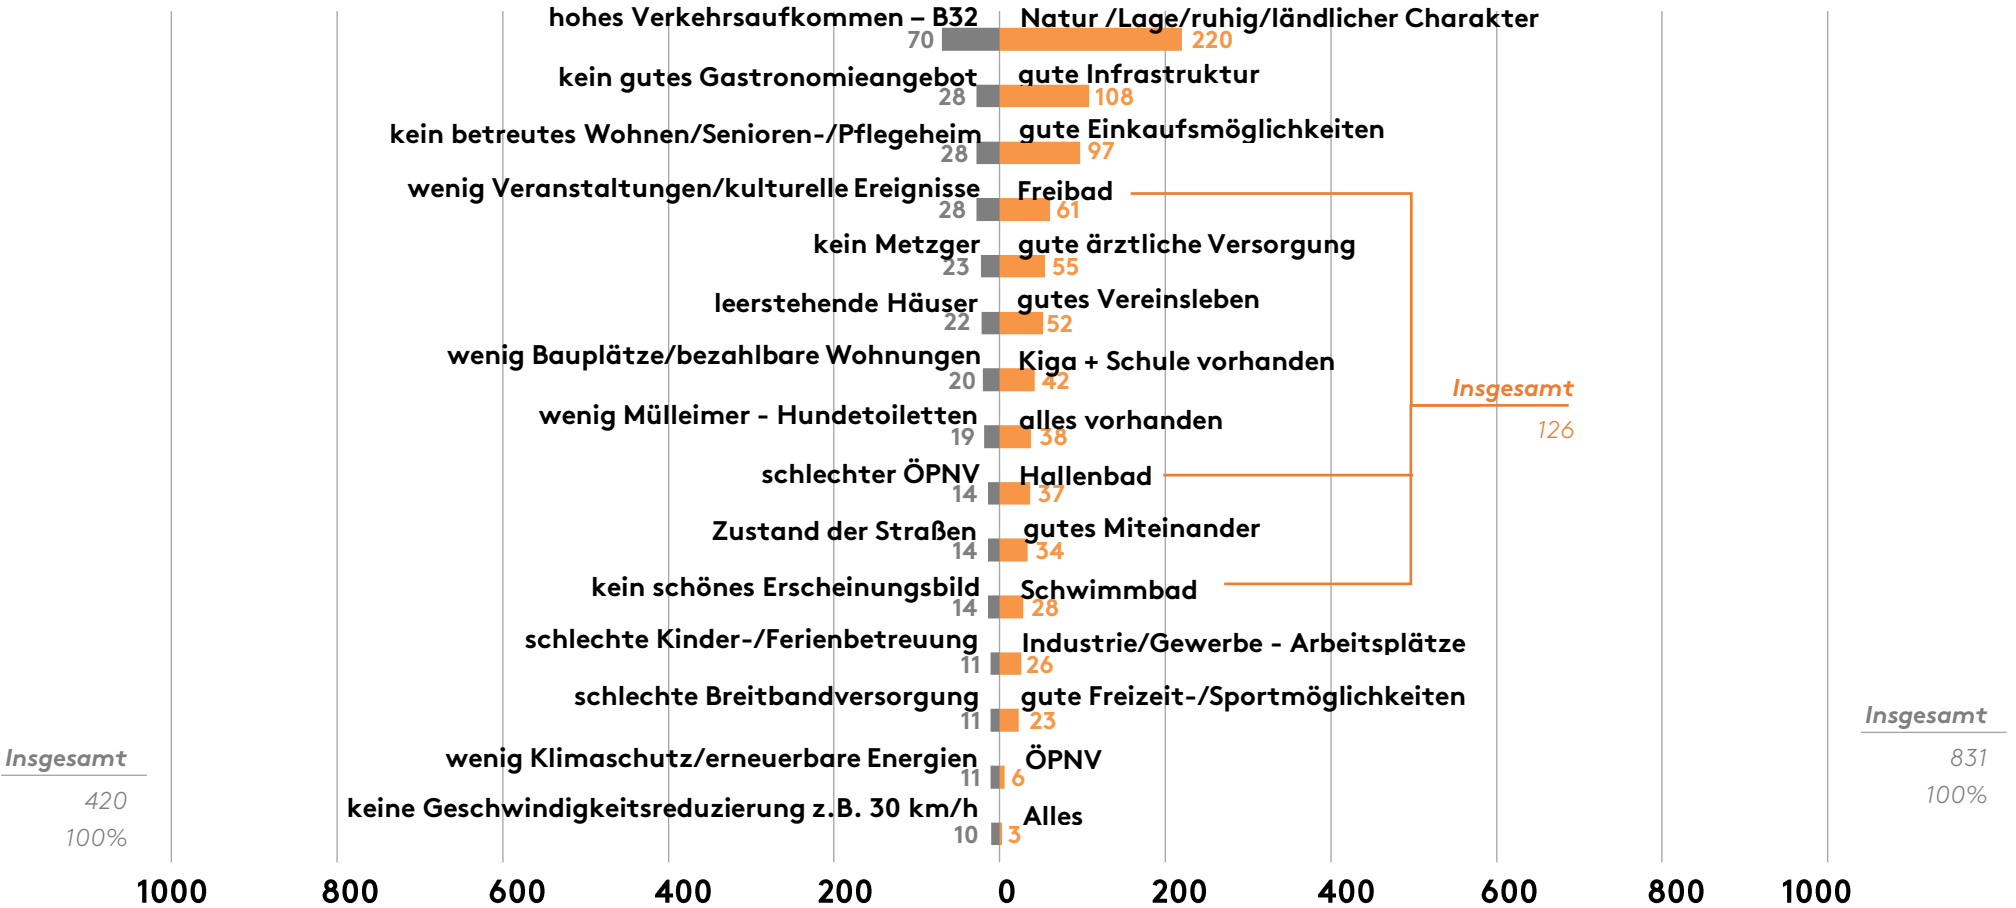 hohes Verkehrsaufkommen – B32 Natur /Lage/ruhig/ländlicher Charakter
70 220
kein gutes Gastronomieangebot gute Infrastruktur
28 108
kein betreutes Wohnen/Senioren-/Pflegeheim gute Einkaufsmöglichkeiten
28 97
wenig Veranstaltungen/kulturelle Ereignisse Freibad
28 61
kein Metzger gute ärztliche Versorgung
23 55
leerstehende Häuser gutes Vereinsleben
22 52
wenig Bauplätze/bezahlbare Wohnungen Kiga + Schule vorhanden
20 42
Insgesamt
126
wenig Mülleimer - Hundetoiletten alles vorhanden
19 38
schlechter ÖPNV Hallenbad
14 37
Zustand der Straßen gutes Miteinander
14 34
kein schönes Erscheinungsbild Schwimmbad
14 28
schlechte Kinder-/Ferienbetreuung Industrie/Gewerbe - Arbeitsplätze
11 26
schlechte Breitbandversorgung gute Freizeit-/Sportmöglichkeiten
11 23
wenig Klimaschutz/erneuerbare Energien ÖPNV
11 6
keine Geschwindigkeitsreduzierung z.B. 30 km/h Alles
10 3
Insgesamt
420
100%
Insgesamt
831
100%
1000 800 600 400 200 0 200 400 600 800 1000